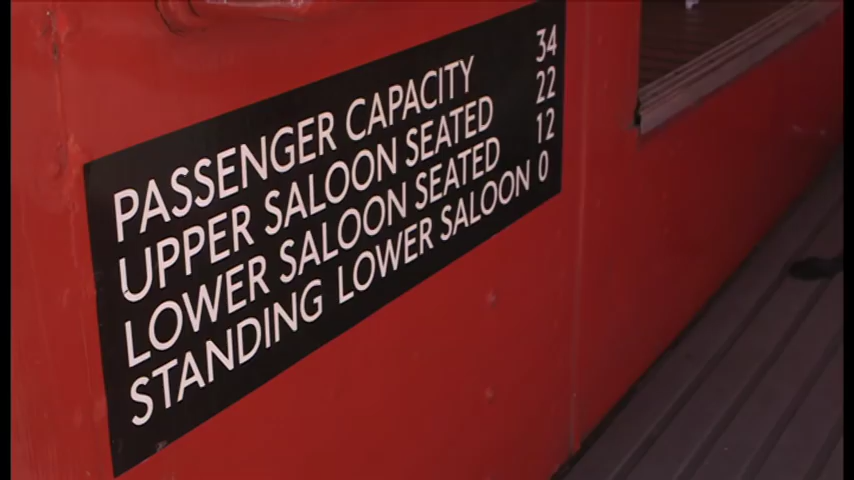 PASSENGER CAPACITY 34
UPPER SALOON SEATED 22
LOWER SALOON SEATED 12
STANDING LOWER SALOON 0